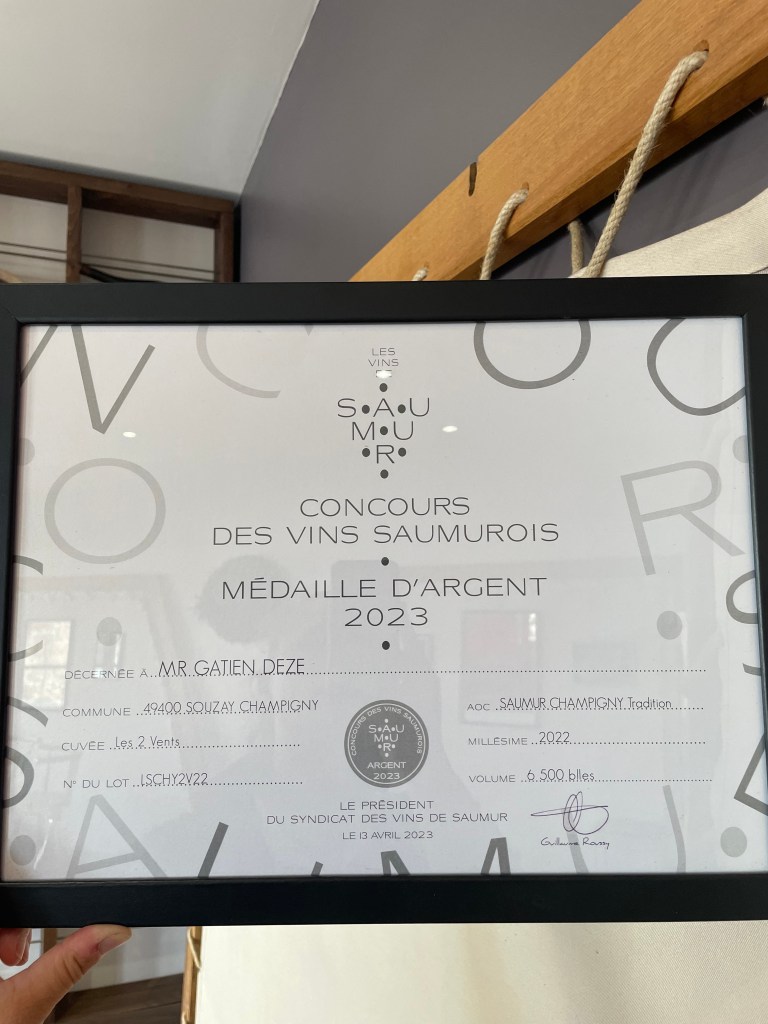 LES
VINS
S•A•U
M•U
•R•
CONCOURS
DES VINS SAUMUROIS
MÉDAILLE D'ARGENT
2023
DÉCERNÉE À MR GATIEN DEZE
COMMUNE 49400 SOUZAY CHAMPIGNY
CUVÉE Les 2 Vents
N° DU LOT LSCHY2V22
CONCOURS DES VINS SAUMUROIS
S•A•U
M•U
•R•
ARGENT
2023
AOC SAUMUR CHAMPIGNY Tradition
MILLÉSIME 2022
VOLUME 6 500 blles
LE PRÉSIDENT
DU SYNDICAT DES VINS DE SAUMUR
LE 13 AVRIL 2023
Guillaume Roussy